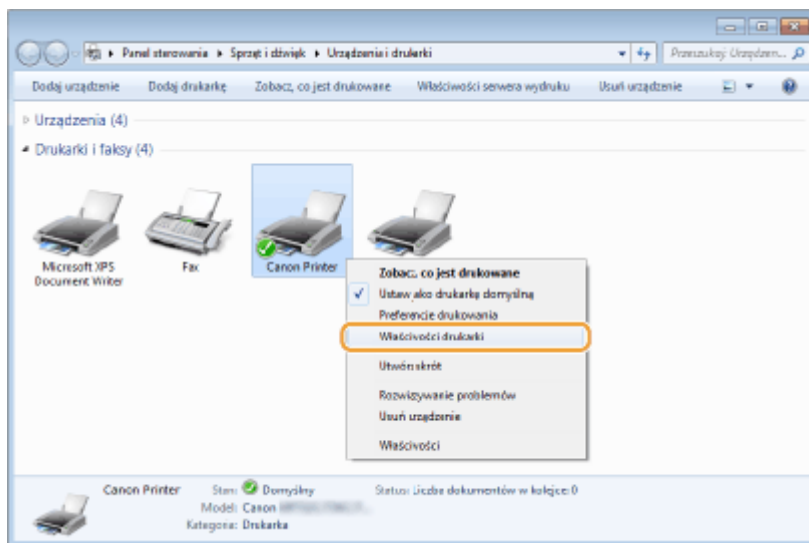 Panel sterowania ▸ Sprzęt i dźwięk ▸ Urządzenia i drukarki
Przeszukaj: Urządzen...
Dodaj urządzenie Dodaj drukarkę Zobacz, co jest drukowane Właściwości serwera wydruku Usuń urządzenie
Urządzenia (4)
Drukarki i faksy (4)
Microsoft XPS
Document Writer
Fax
Canon Printer
Zobacz, co jest drukowane
Ustaw jako drukarkę domyślną
Preferencje drukowania
Właściwości drukarki
Utwórz skrót
Rozwiązywanie problemów
Usuń urządzenie
Właściwości
Canon Printer Stan: Domyślny Status: Liczba dokumentów w kolejce: 0
Model: Canon
Kategoria: Drukarka